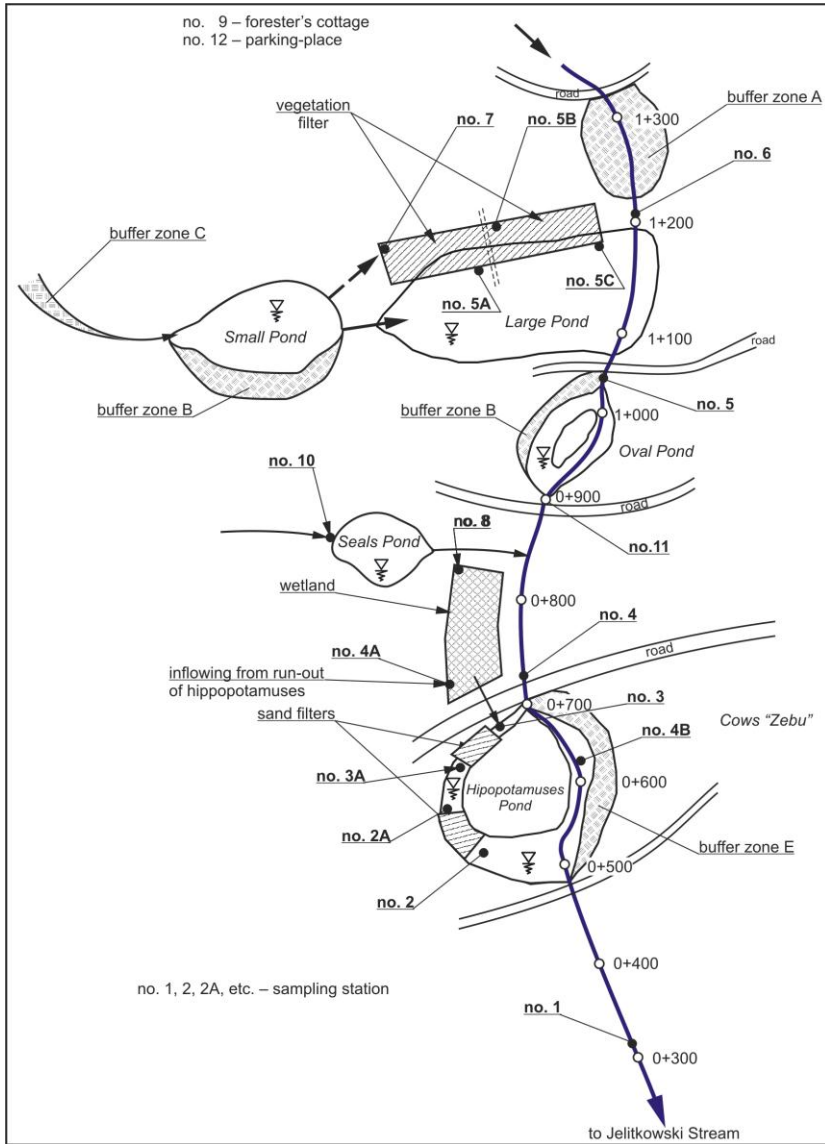 no. 9 – forester's cottage
no. 12 – parking-place
road
buffer zone A
vegetation
filter
no. 7
no. 5B
1+300
no. 6
1+200
buffer zone C
no. 5C
no. 5A
Large Pond
Small Pond
1+100
road
buffer zone B
buffer zone B
no. 5
1+000
Oval Pond
no. 10
0+900
road
no. 8
Seals Pond
no.11
wetland
0+800
no. 4
no. 4A
road
inflowing from run-out
of hippopotamuses
no. 3
0+700
sand filters
Cows "Zebu"
no. 4B
no. 3A
Hipopotamuses
Pond
0+600
no. 2A
buffer zone E
0+500
no. 2
0+400
no. 1, 2, 2A, etc. – sampling station
no. 1
0+300
to Jelitkowski Stream